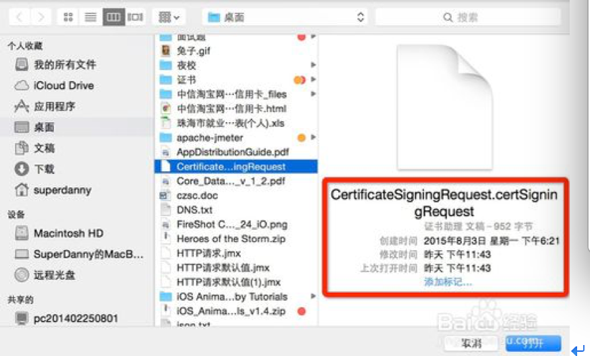 桌面
搜索
个人收藏
我的所有文件
iCloud Drive
应用程序
桌面
文稿
下载
superdanny
设备
Macintosh HD
SuperDanny的MacB...
远程光盘
共享的
pc201402250801
面试题
兔子.gif
夜校
证书
中信淘宝网…信用卡_files
中信淘宝网…信用卡.html
珠海市就业…表(个人).xls
apache-jmeter
AppDistributionGuide.pdf
Certificate…ingRequest
Core_Data…_v_1_2.pdf
czsc.doc
DNS.txt
FireShot C…_24_iO.png
Heroes of the Storm.zip
HTTP请求.jmx
HTTP请求默认值.jmx
HTTP请求默认值(1).jmx
iOS Anima…by Tutorials
iOS_Anima…ls_v1.4.zip
json.txt
CertificateSigningRequest.certSignin
gRequest
证书助理 文稿 - 952 字节
创建时间 2015年8月3日 星期一 下午6:21
修改时间 昨天 下午11:43
上次打开时间 昨天 下午11:43
添加标记...
Bai 经验
取消
打开